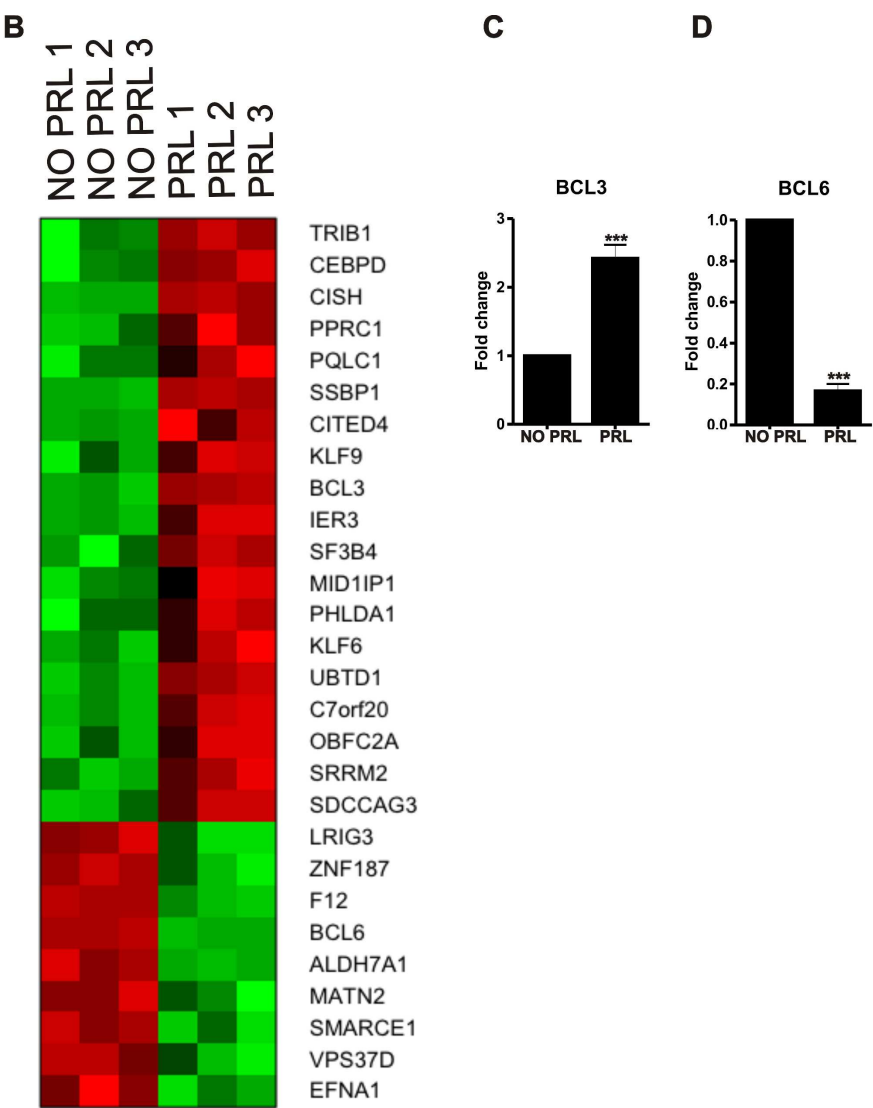 B
NO PRL 1
NO PRL 2
NO PRL 3
PRL 1
PRL 2
PRL 3
TRIB1
CEBPD
CISH
PPRC1
PQLC1
SSBP1
CITED4
KLF9
BCL3
IER3
SF3B4
MID1IP1
PHLDA1
KLF6
UBTD1
C7orf20
OBFC2A
SRRM2
SDCCAG3
LRIG3
ZNF187
F12
BCL6
ALDH7A1
MATN2
SMARCE1
VPS37D
EFNA1
C
BCL3
Fold change
3
2
1
0
***
NO PRL PRL
D
BCL6
Fold change
1.0
0.8
0.6
0.4
0.2
0.0
***
NO PRL PRL